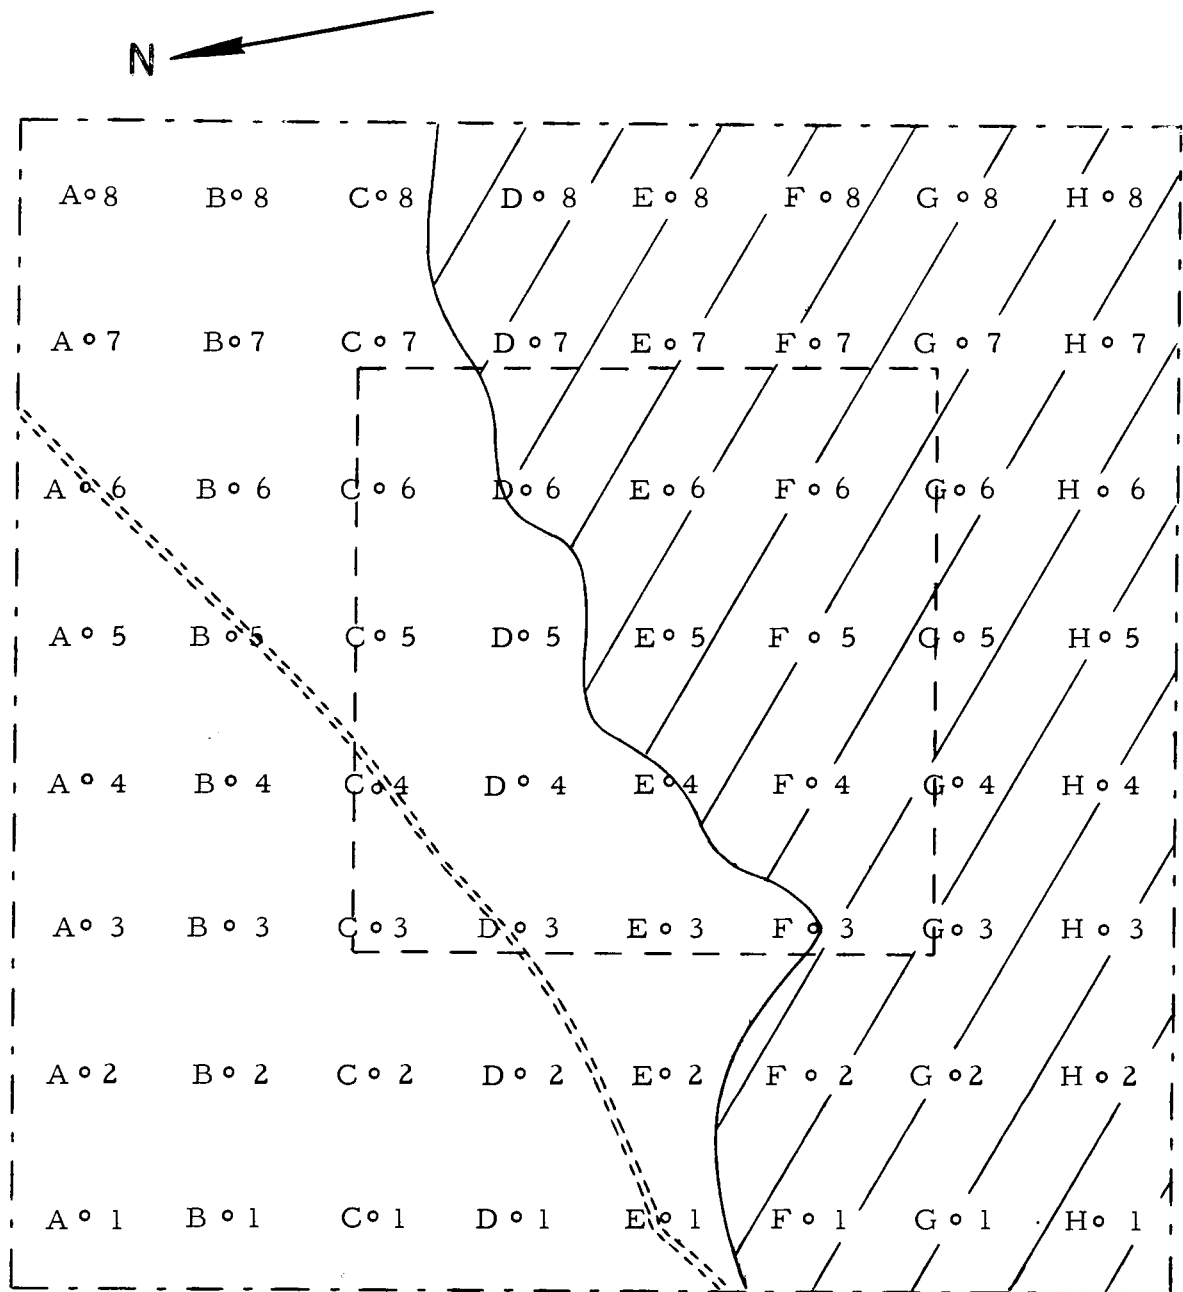 N
A 8 B 8 C 8 D 8 E 8 F 8 G 8 H 8
A 7 B 7 C 7 D 7 E 7 F 7 G 7 H 7
A 6 B 6 C 6 D 6 E 6 F 6 G 6 H 6
A 5 B 5 C 5 D 5 E 5 F 5 G 5 H 5
A 4 B 4 C 4 D 4 E 4 F 4 G 4 H 4
A 3 B 3 C 3 D 3 E 3 F 3 G 3 H 3
A 2 B 2 C 2 D 2 E 2 F 2 G 2 H 2
A 1 B 1 C 1 D 1 E 1 F 1 G 1 H 1